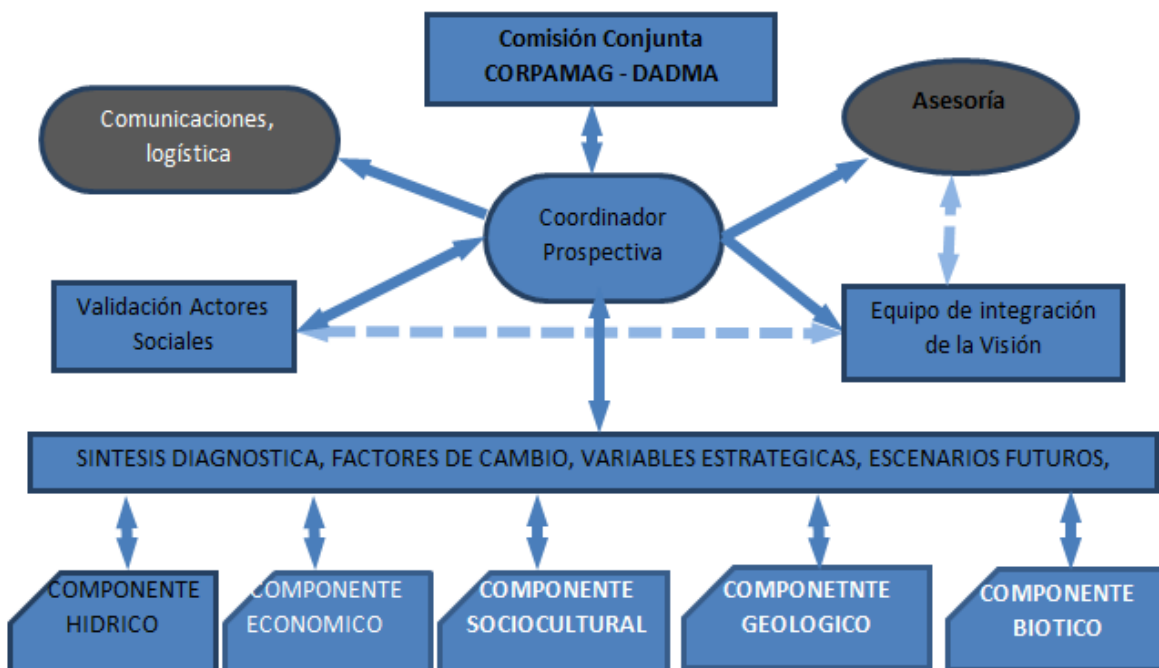 Comisión Conjunta
CORPAMAG - DADMA
Asesoría
Comunicaciones,
logística
Coordinador
Prospectiva
Validación Actores
Sociales
Equipo de integración
de la Visión
SINTESIS DIAGNOSTICA, FACTORES DE CAMBIO, VARIABLES ESTRATEGICAS, ESCENARIOS FUTUROS,
COMPONENTE
HIDRICO
COMPONENTE
ECONOMICO
COMPONENTE
SOCIOCULTURAL
COMPONETNTE
GEOLOGICO
COMPONENTE
BIOTICO